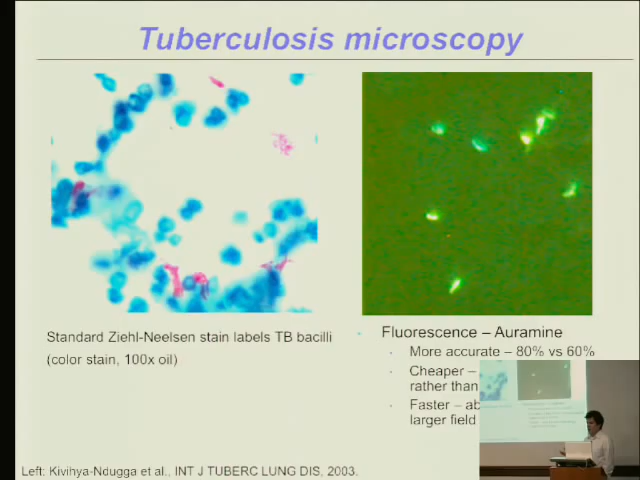 Tuberculosis microscopy
Standard Ziehl-Neelsen stain labels TB bacilli
(color stain, 100x oil)
Fluorescence – Auramine
More accurate – 80% vs 60%
Cheaper –
rather than
Faster –
larger field
Left: Kivihya-Ndugga et al., INT J TUBERC LUNG DIS, 2003.